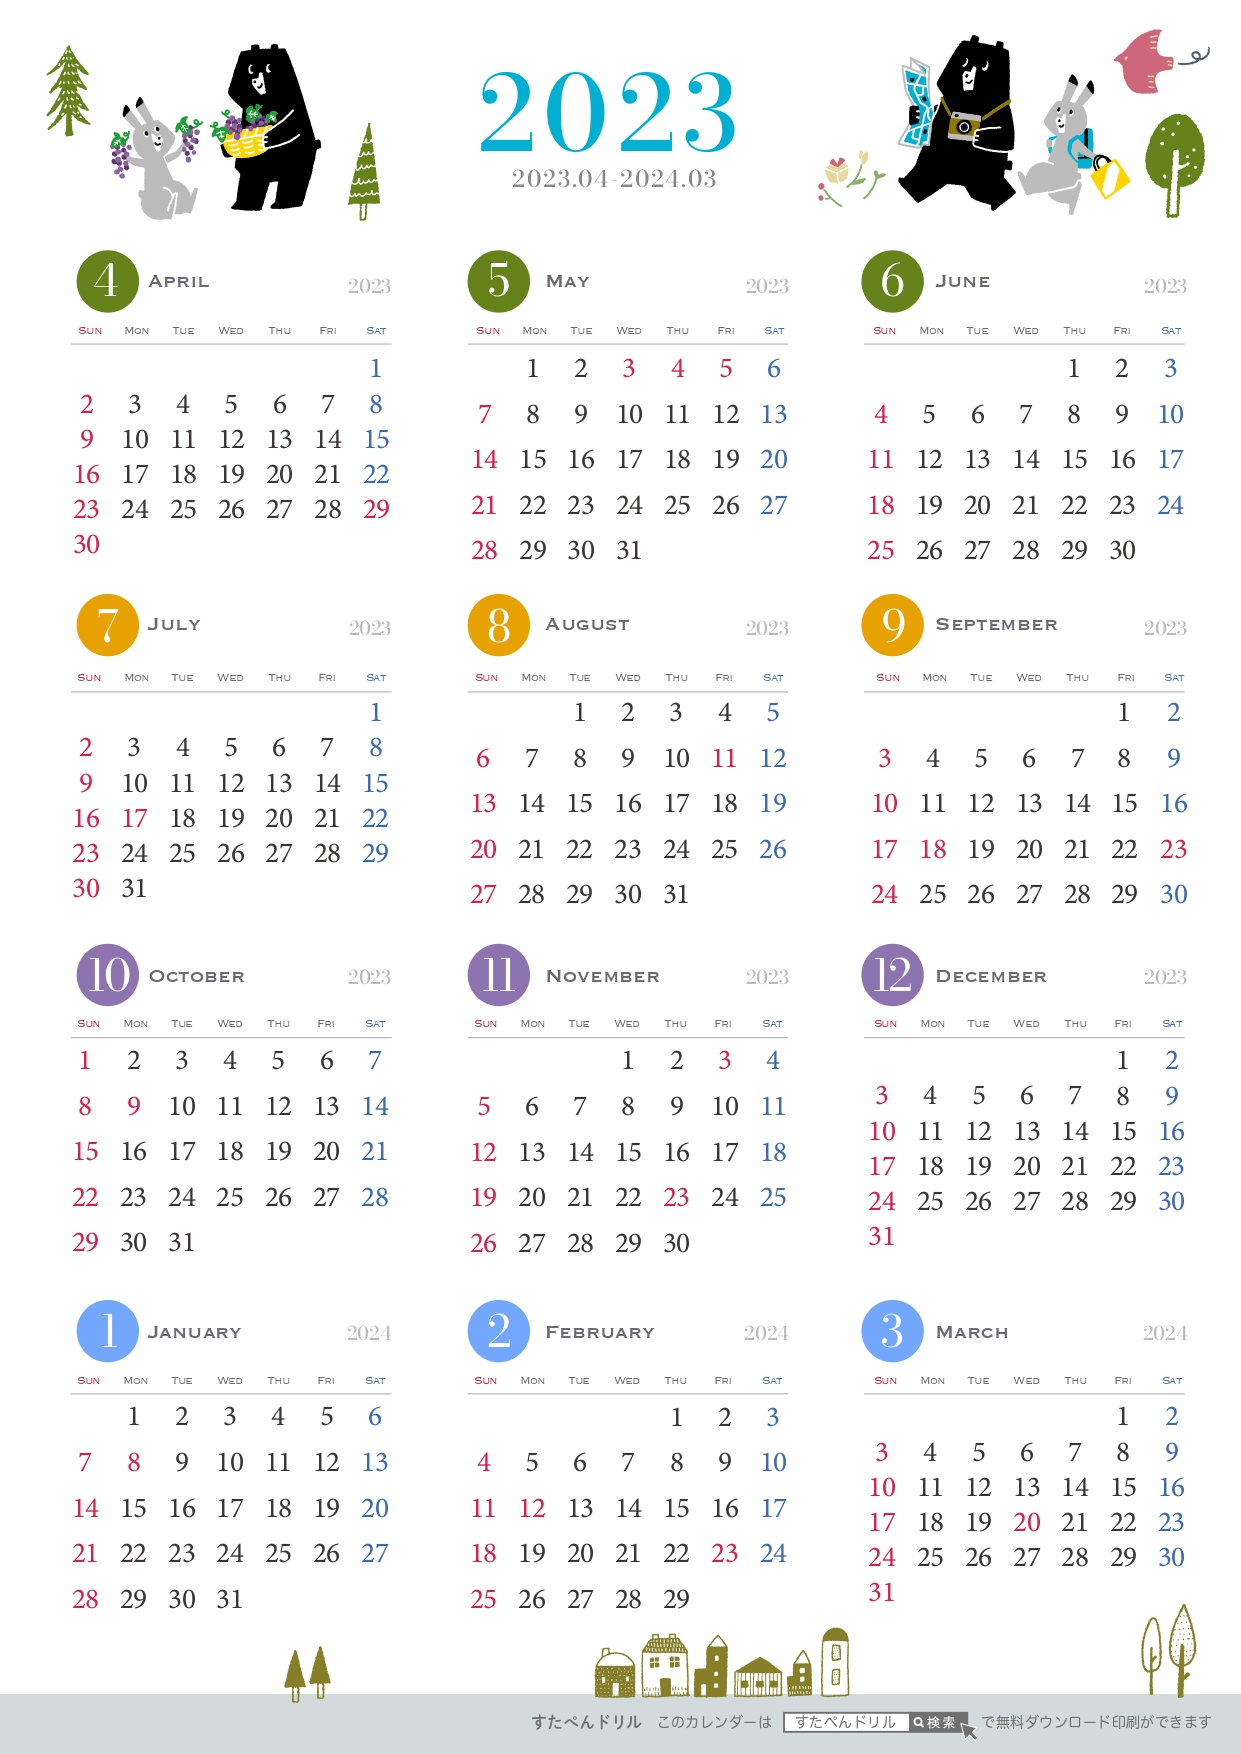 2023
2023.04-2024.03
4 April 2023
Sun Mon Tue Wed Thu Fri Sat
1
2 3 4 5 6 7 8
9 10 11 12 13 14 15
16 17 18 19 20 21 22
23 24 25 26 27 28 29
30
5 May 2023
Sun Mon Tue Wed Thu Fri Sat
1 2 3 4 5 6
7 8 9 10 11 12 13
14 15 16 17 18 19 20
21 22 23 24 25 26 27
28 29 30 31
6 June 2023
Sun Mon Tue Wed Thu Fri Sat
1 2 3
4 5 6 7 8 9 10
11 12 13 14 15 16 17
18 19 20 21 22 23 24
25 26 27 28 29 30
7 July 2023
Sun Mon Tue Wed Thu Fri Sat
1
2 3 4 5 6 7 8
9 10 11 12 13 14 15
16 17 18 19 20 21 22
23 24 25 26 27 28 29
30 31
8 August 2023
Sun Mon Tue Wed Thu Fri Sat
1 2 3 4 5
6 7 8 9 10 11 12
13 14 15 16 17 18 19
20 21 22 23 24 25 26
27 28 29 30 31
9 September 2023
Sun Mon Tue Wed Thu Fri Sat
1 2
3 4 5 6 7 8 9
10 11 12 13 14 15 16
17 18 19 20 21 22 23
24 25 26 27 28 29 30
10 October 2023
Sun Mon Tue Wed Thu Fri Sat
1 2 3 4 5 6 7
8 9 10 11 12 13 14
15 16 17 18 19 20 21
22 23 24 25 26 27 28
29 30 31
11 November 2023
Sun Mon Tue Wed Thu Fri Sat
1 2 3 4
5 6 7 8 9 10 11
12 13 14 15 16 17 18
19 20 21 22 23 24 25
26 27 28 29 30
12 December 2023
Sun Mon Tue Wed Thu Fri Sat
1 2
3 4 5 6 7 8 9
10 11 12 13 14 15 16
17 18 19 20 21 22 23
24 25 26 27 28 29 30
31
1 January 2024
Sun Mon Tue Wed Thu Fri Sat
1 2 3 4 5 6
7 8 9 10 11 12 13
14 15 16 17 18 19 20
21 22 23 24 25 26 27
28 29 30 31
2 February 2024
Sun Mon Tue Wed Thu Fri Sat
1 2 3
4 5 6 7 8 9 10
11 12 13 14 15 16 17
18 19 20 21 22 23 24
25 26 27 28 29
3 March 2024
Sun Mon Tue Wed Thu Fri Sat
1 2
3 4 5 6 7 8 9
10 11 12 13 14 15 16
17 18 19 20 21 22 23
24 25 26 27 28 29 30
31
すたぺんドリル このカレンダーは すたぺんドリル 検索 で無料ダウンロード印刷ができます